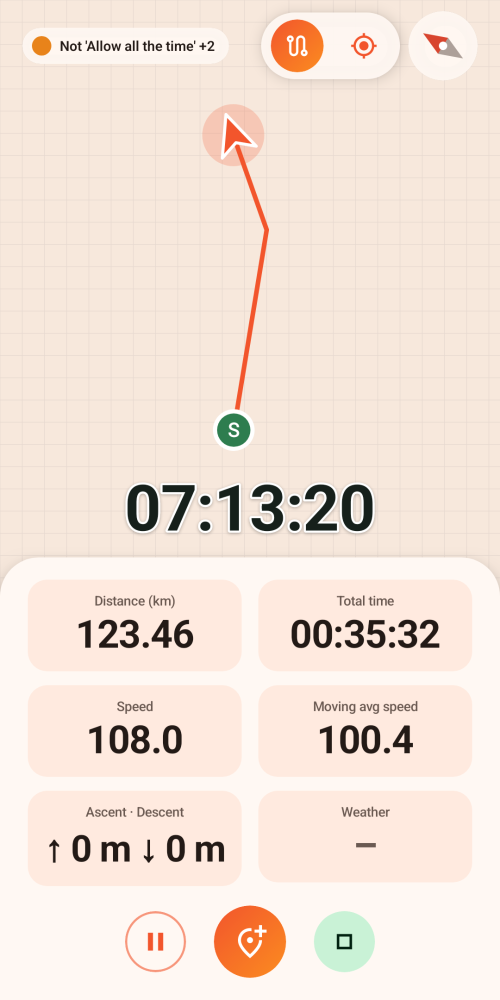 Not 'Allow all the time' +2
S
07:13:20
Distance (km)
123.46
Total time
00:35:32
Speed
108.0
Moving avg speed
100.4
Ascent · Descent
↑ 0 m ↓ 0 m
Weather
–